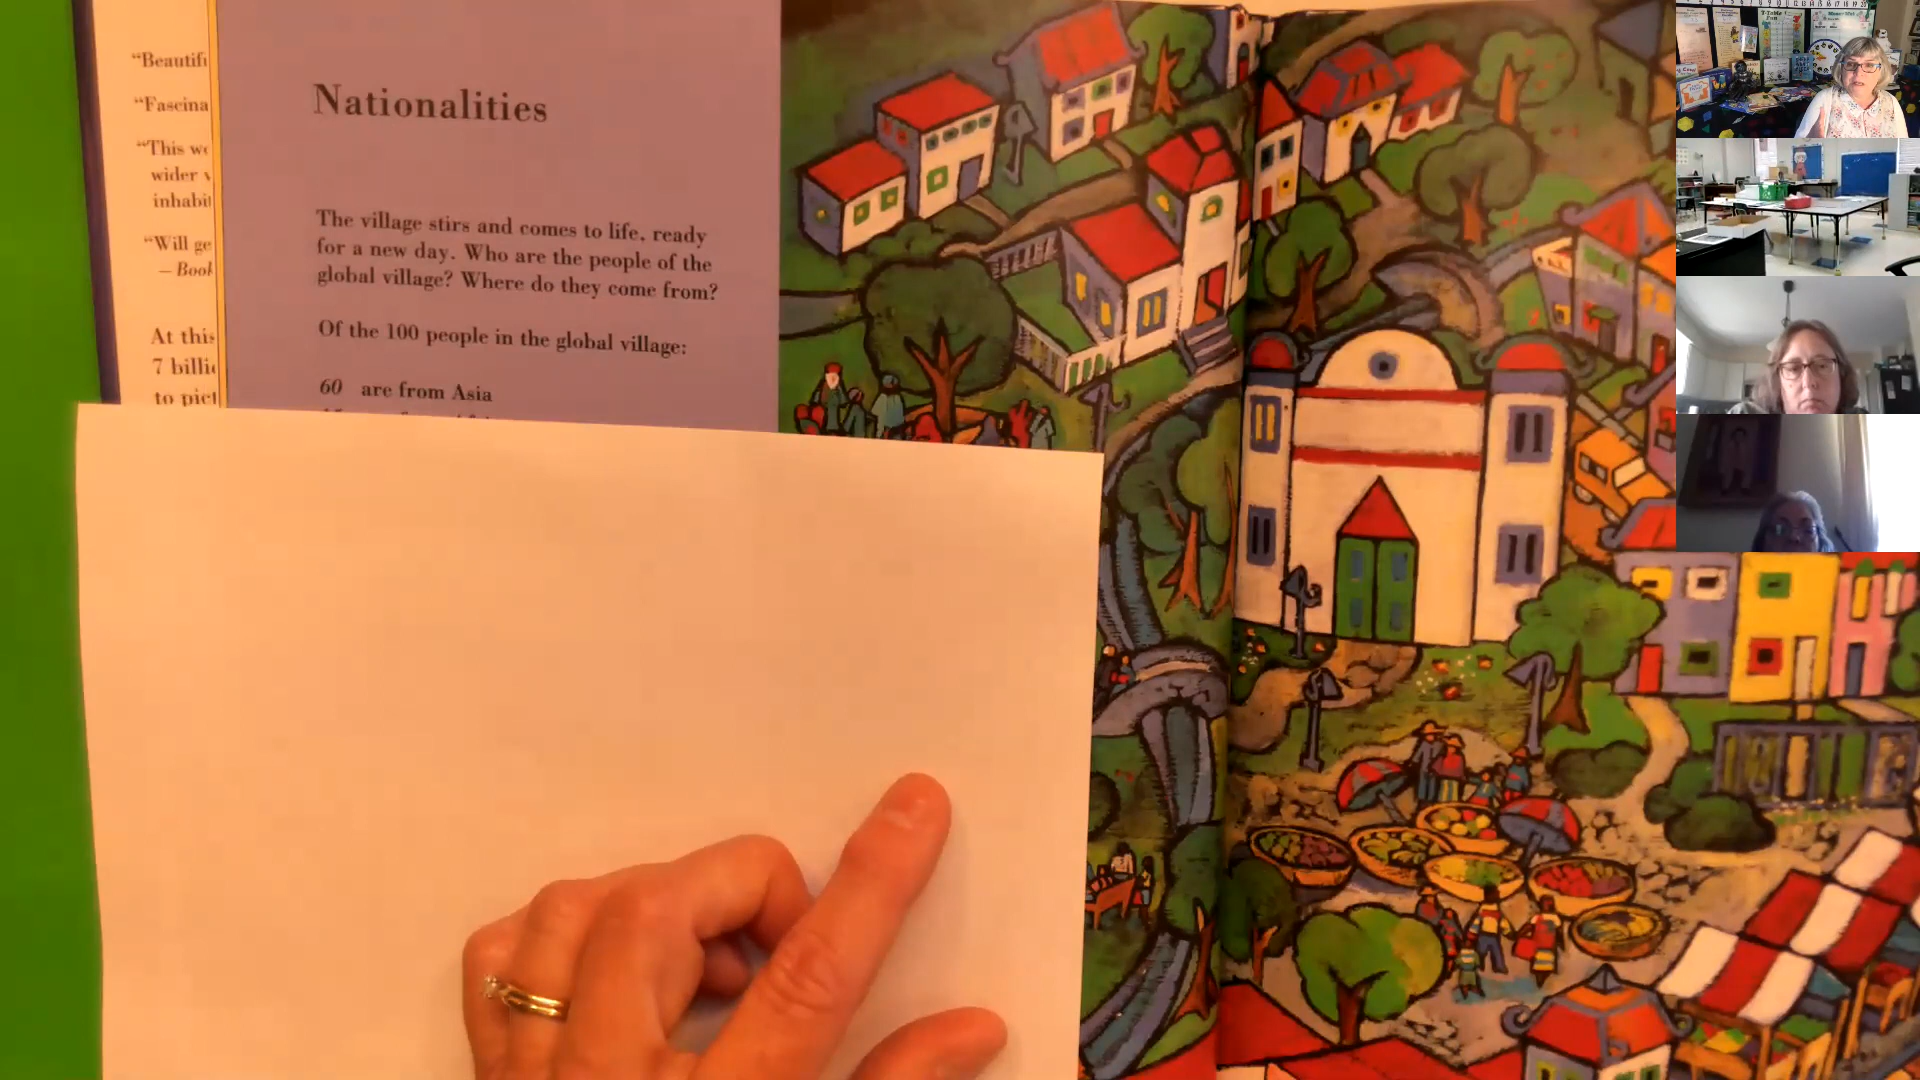 "Beautifu
"Fascina
"This wo
wider v
inhabit
"Will ge
– Book
At this
7 billio
to pict
Nationalities
The village stirs and comes to life, ready
for a new day. Who are the people of the
global village? Where do they come from?
Of the 100 people in the global village:
60 are from Asia